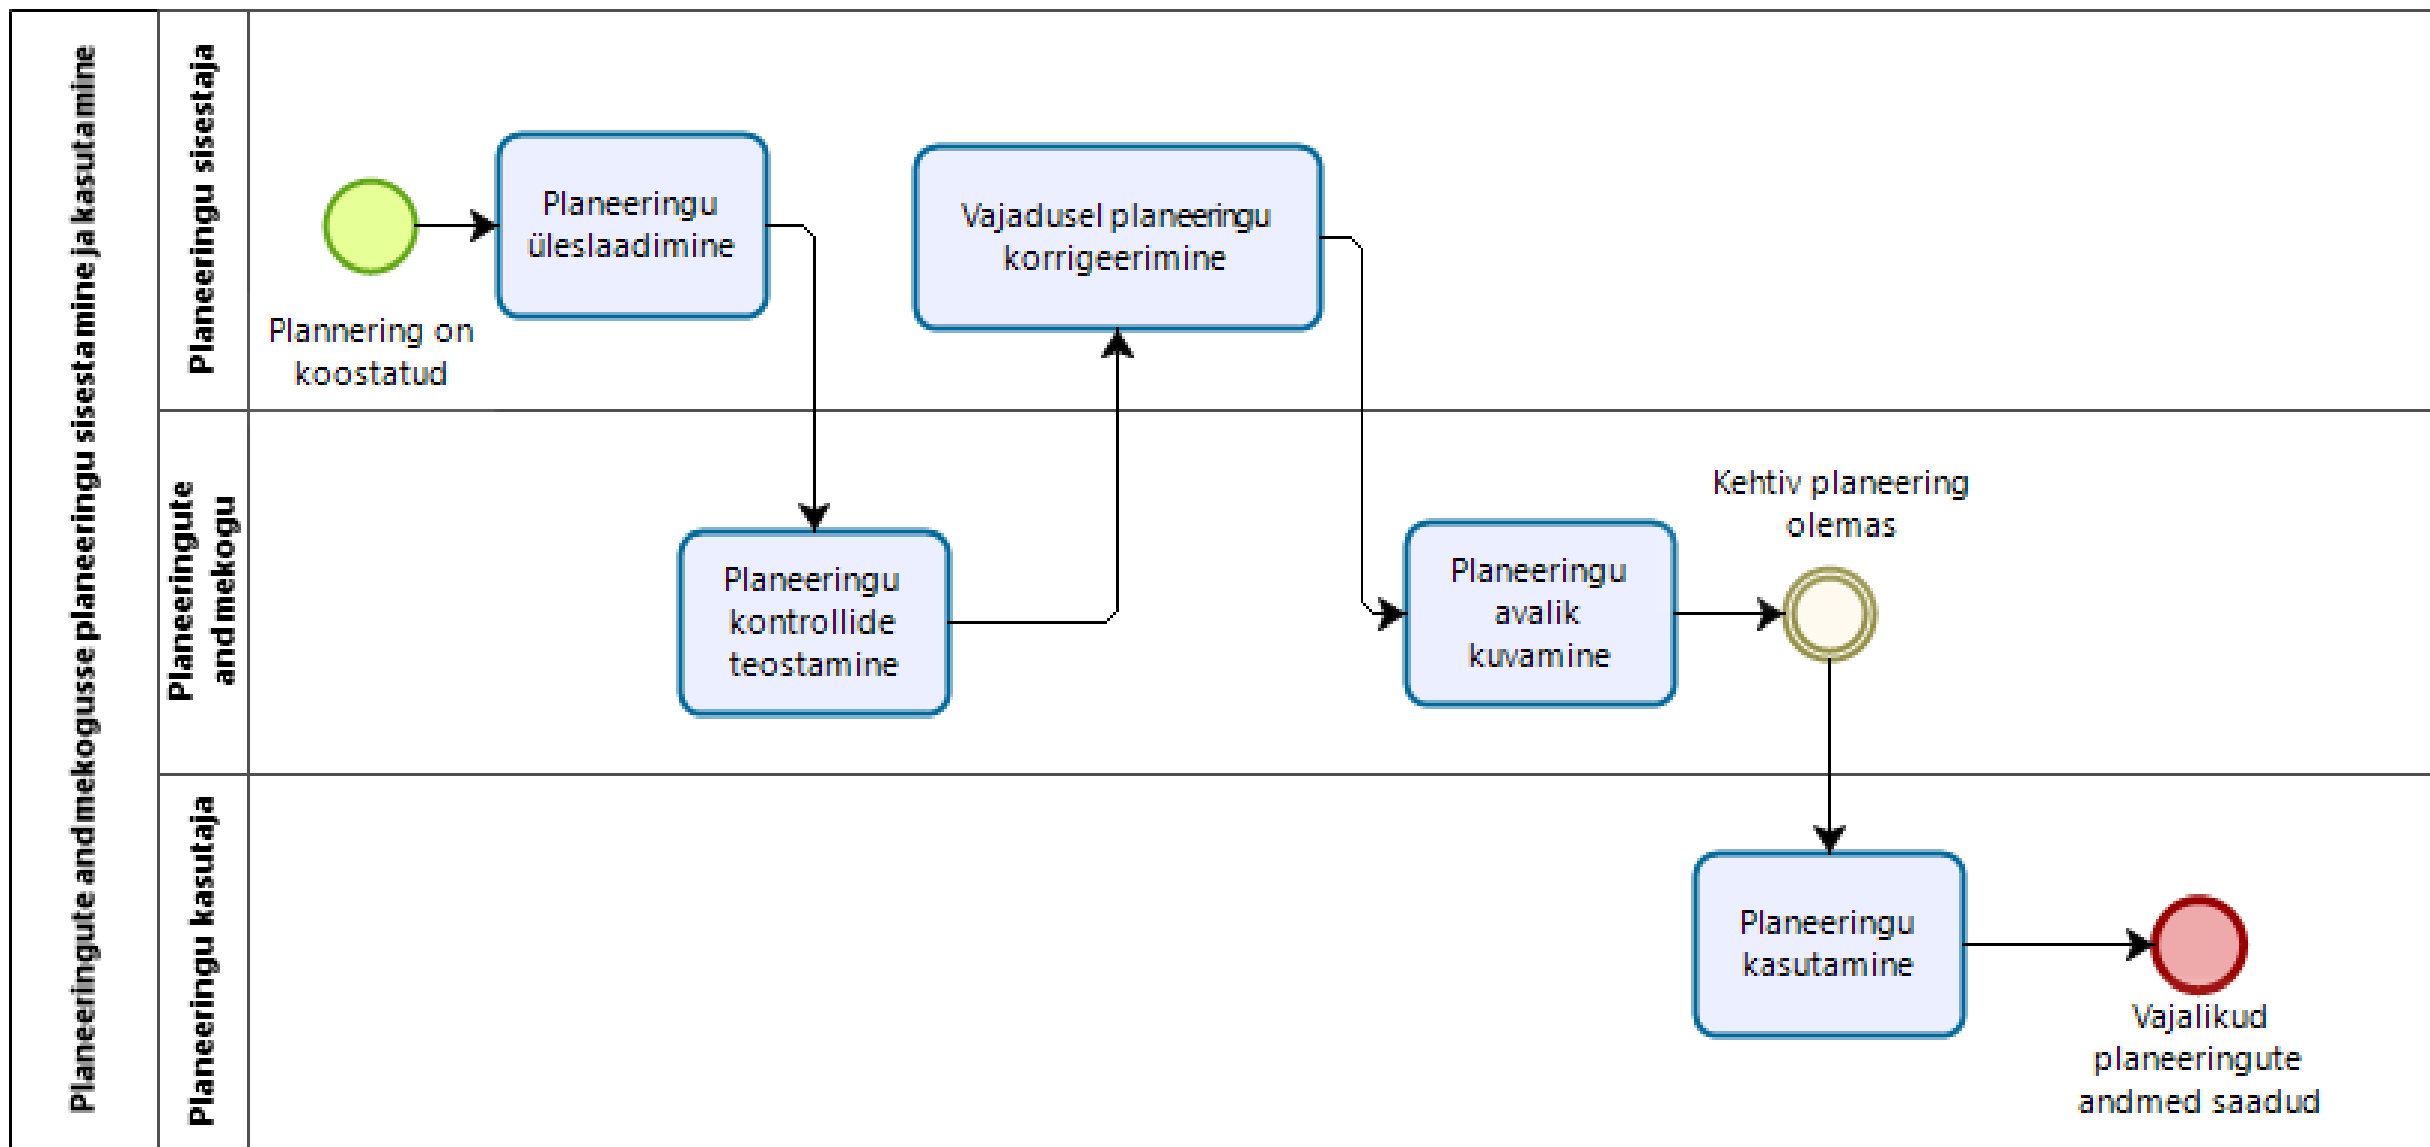 Planeeringute andmekogusse planeeringu sisestamine ja kasutamine
Planeeringu sisestaja
Plannering on
koostatud
Planeeringu
üleslaadimine
Vajadusel planeeringu
korrigeerimine
Planeeringute
andmekogu
Planeeringu
kontrollide
teostamine
Planeeringu
avalik
kuvamine
Kehtiv planeering
olemas
Planeeringu kasutaja
Planeeringu
kasutamine
Vajalikud
planeeringute
andmed saadud